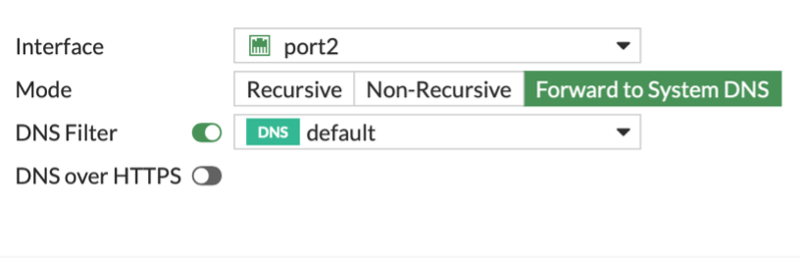 Interface port2
Mode Recursive Non-Recursive Forward to System DNS
DNS Filter DNS default
DNS over HTTPS